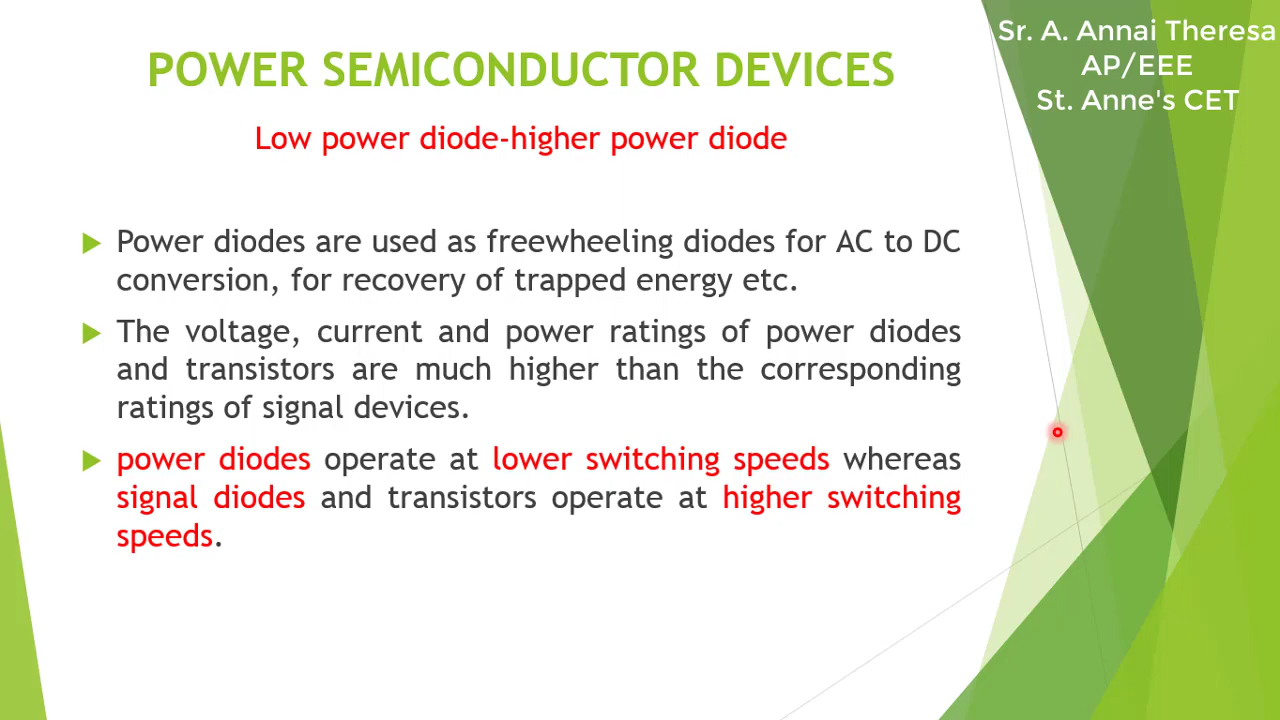 POWER SEMICONDUCTOR DEVICES
Sr. A. Annai Theresa
AP/EEE
St. Anne's CET
Low power diode-higher power diode
Power diodes are used as freewheeling diodes for AC to DC
conversion, for recovery of trapped energy etc.
The voltage, current and power ratings of power diodes
and transistors are much higher than the corresponding
ratings of signal devices.
power diodes operate at lower switching speeds whereas
signal diodes and transistors operate at higher switching
speeds.